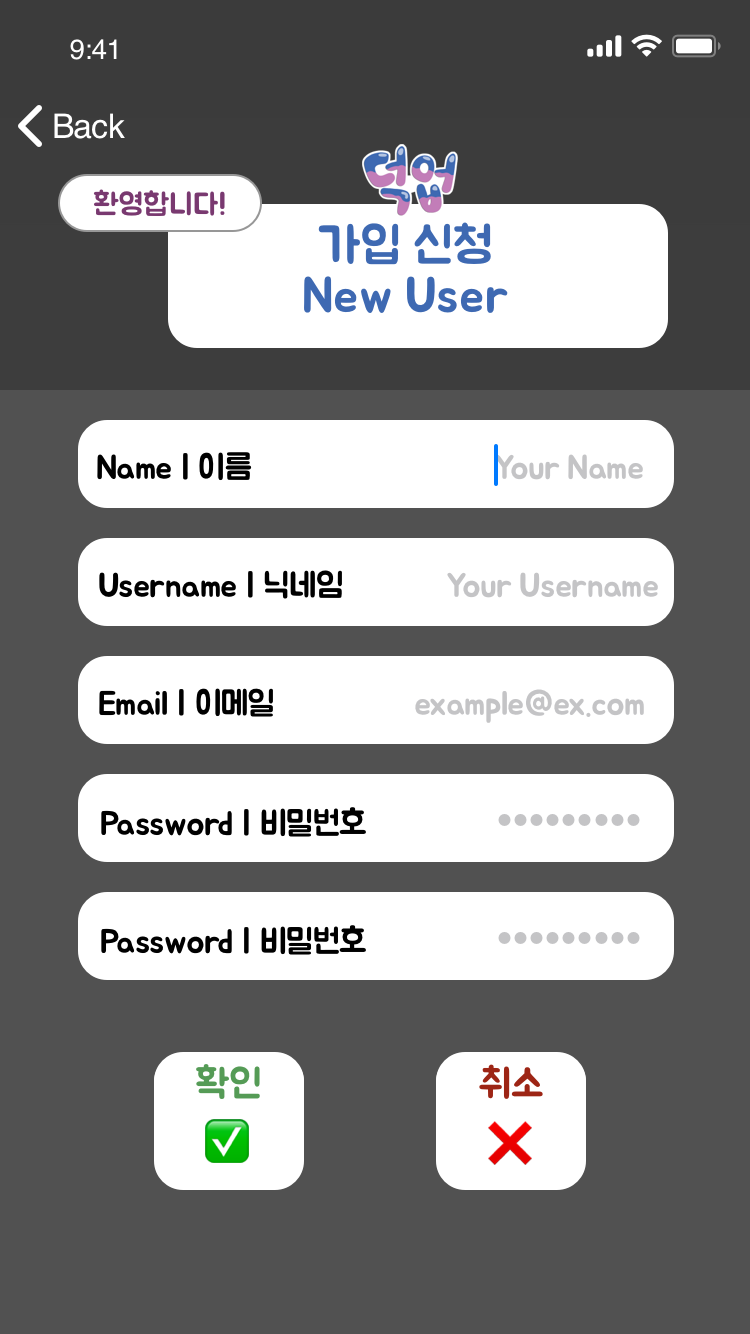 9:41
Back
환영합니다!
덕업
가입 신청
New User
Name | 이름
Your Name
Username | 닉네임
Your Username
Email | 이메일
example@ex.com
Password | 비밀번호
•••••••••
Password | 비밀번호
•••••••••
확인
취소